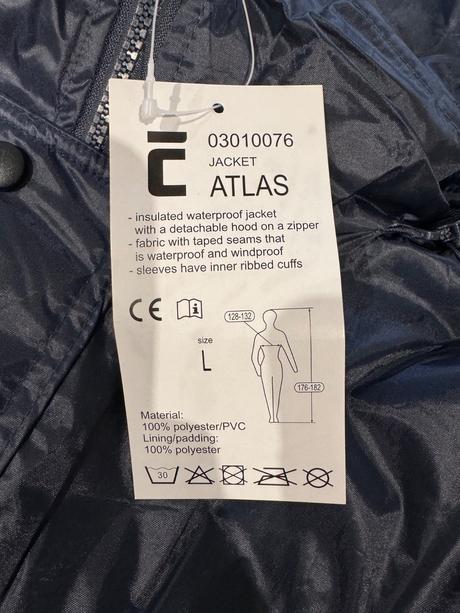 03010076
JACKET
ATLAS
- insulated waterproof jacket
with a detachable hood on a zipper
- fabric with taped seams that
is waterproof and windproof
- sleeves have inner ribbed cuffs
CE
i
128-132
size
L
176-182
Material:
100% polyester/PVC
Lining/padding:
100% polyester
30